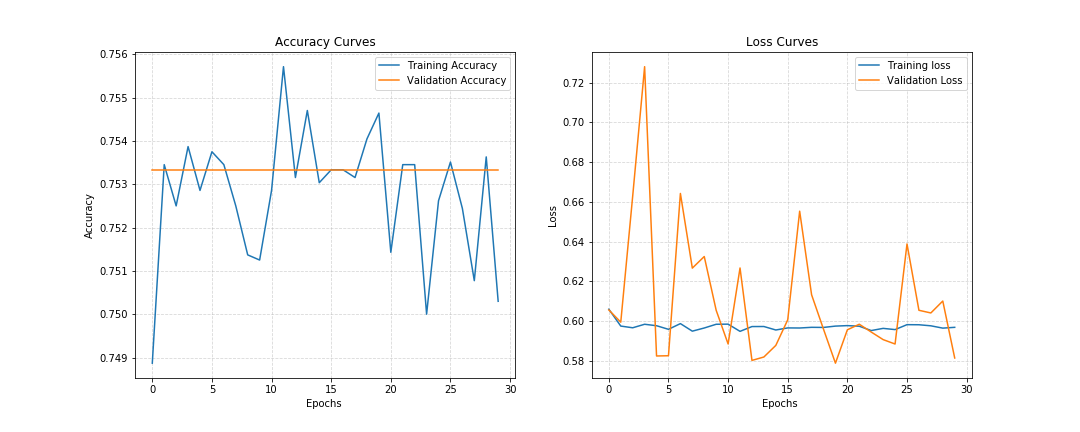 Accuracy Curves
0.756
0.755
0.754
0.753
0.752
0.751
0.750
0.749
Accuracy
Training Accuracy
Validation Accuracy
0 5 10 15 20 25 30
Epochs
Loss Curves
0.72
0.70
0.68
0.66
0.64
0.62
0.60
0.58
Loss
Training loss
Validation Loss
0 5 10 15 20 25 30
Epochs